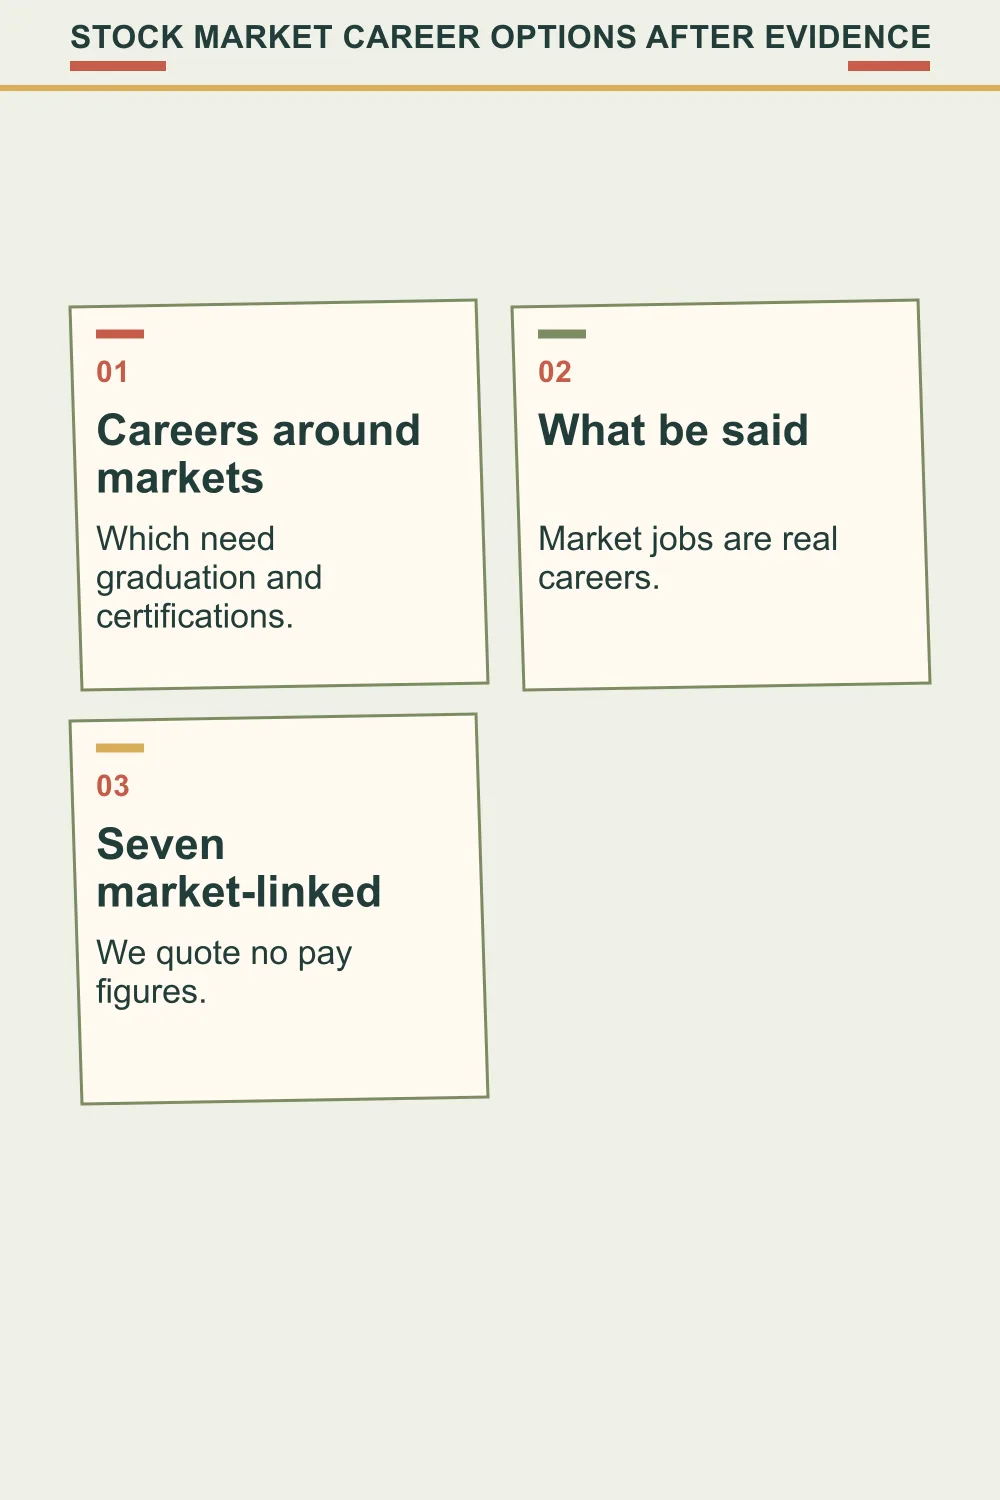 STOCK MARKET CAREER OPTIONS AFTER EVIDENCE
01
Careers around
markets
Which need
graduation and
certifications.
02
What be said
Market jobs are real
careers.
03
Seven
market-linked
We quote no pay
figures.